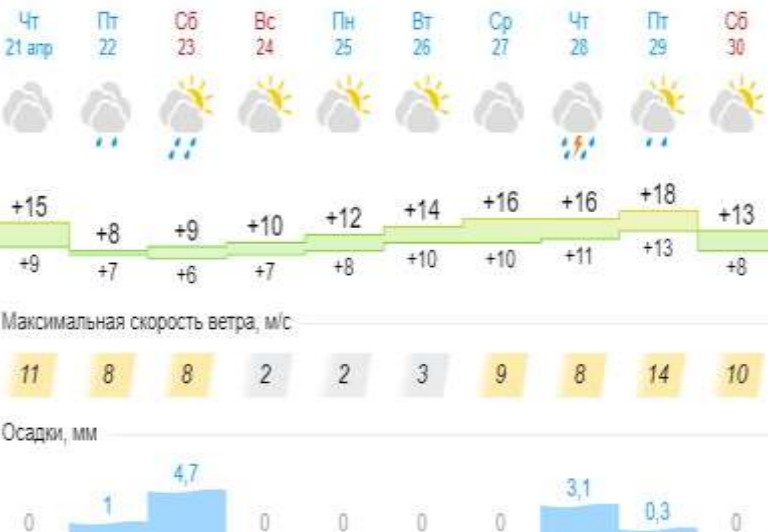 Чт Пт Сб Вс Пн Вт Ср Чт Пт Сб
21 апр 22 23 24 25 26 27 28 29 30
+15 +8 +9 +10 +12 +14 +16 +16 +18 +13
+9 +7 +6 +7 +8 +10 +10 +11 +13 +8
Максимальная скорость ветра, м/с
11 8 8 2 2 3 9 8 14 10
Осадки, мм
0 1 4,7 0 0 0 0 3,1 0,3 0